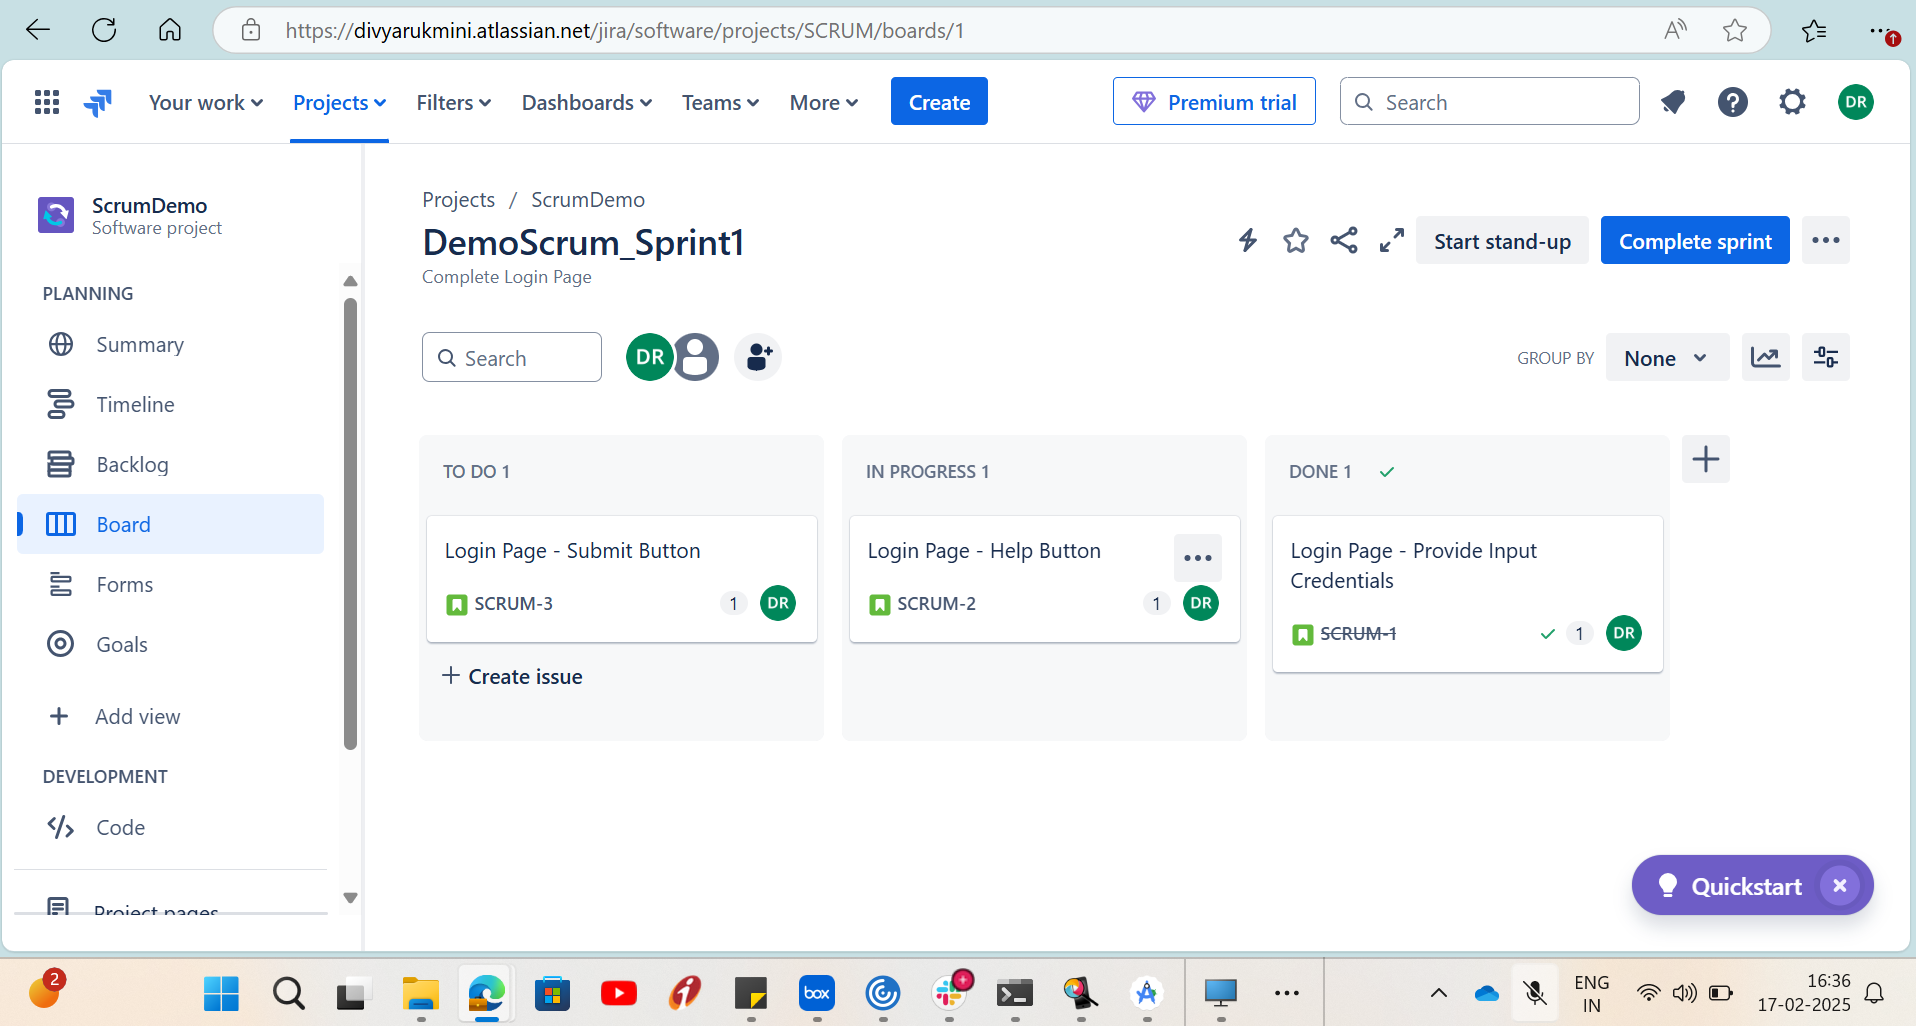 https://divyarukmini.atlassian.net/jira/software/projects/SCRUM/boards/1
Your work
Projects
Filters
Dashboards
Teams
More
Create
Premium trial
Search
DR
ScrumDemo
Software project
PLANNING
Summary
Timeline
Backlog
Board
Forms
Goals
Add view
DEVELOPMENT
Code
Project pages
Projects / ScrumDemo
DemoScrum_Sprint1
Complete Login Page
Start stand-up
Complete sprint
Search
DR
GROUP BY
None
TO DO 1
Login Page - Submit Button
SCRUM-3
1
DR
Create issue
IN PROGRESS 1
Login Page - Help Button
SCRUM-2
1
DR
DONE 1
Login Page - Provide Input
Credentials
SCRUM-1
1
DR
Quickstart
2
box
ENG
IN
16:36
17-02-2025